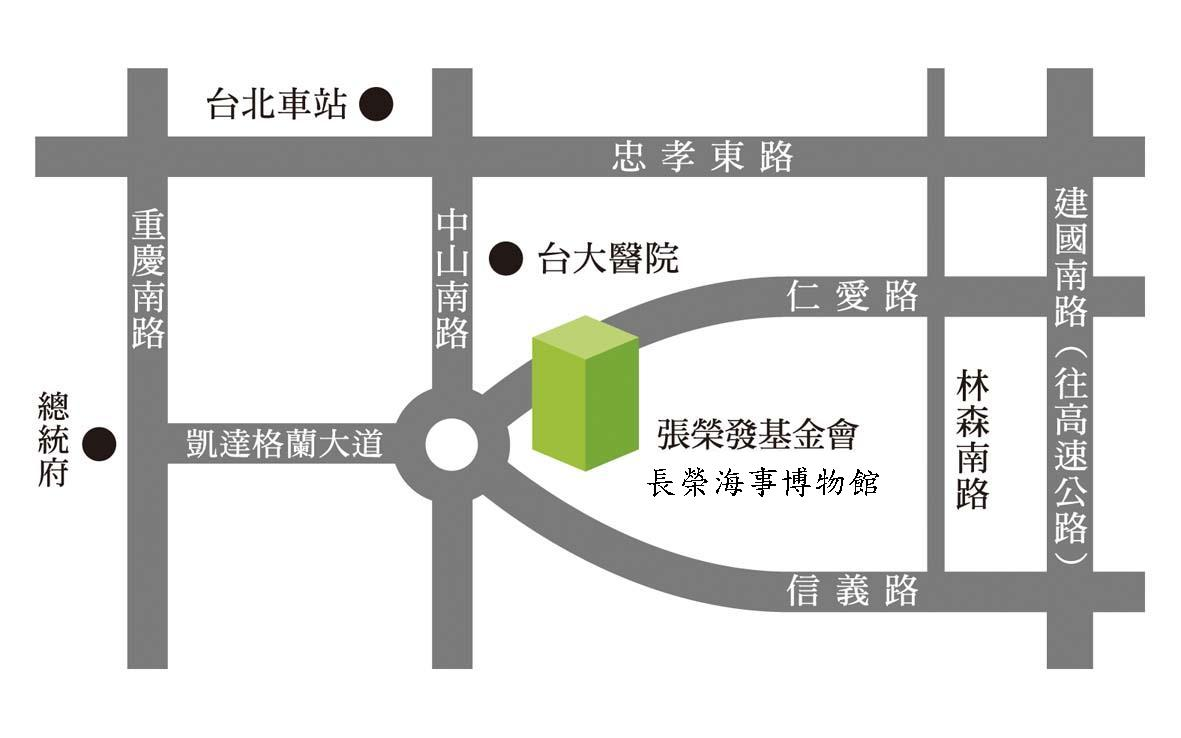 台北車站
忠孝東路
重慶南路
中山南路
建國南路（往高速公路）
台大醫院
仁愛路
總統府
凱達格蘭大道
張榮發基金會
長榮海事博物館
林森南路
信義路